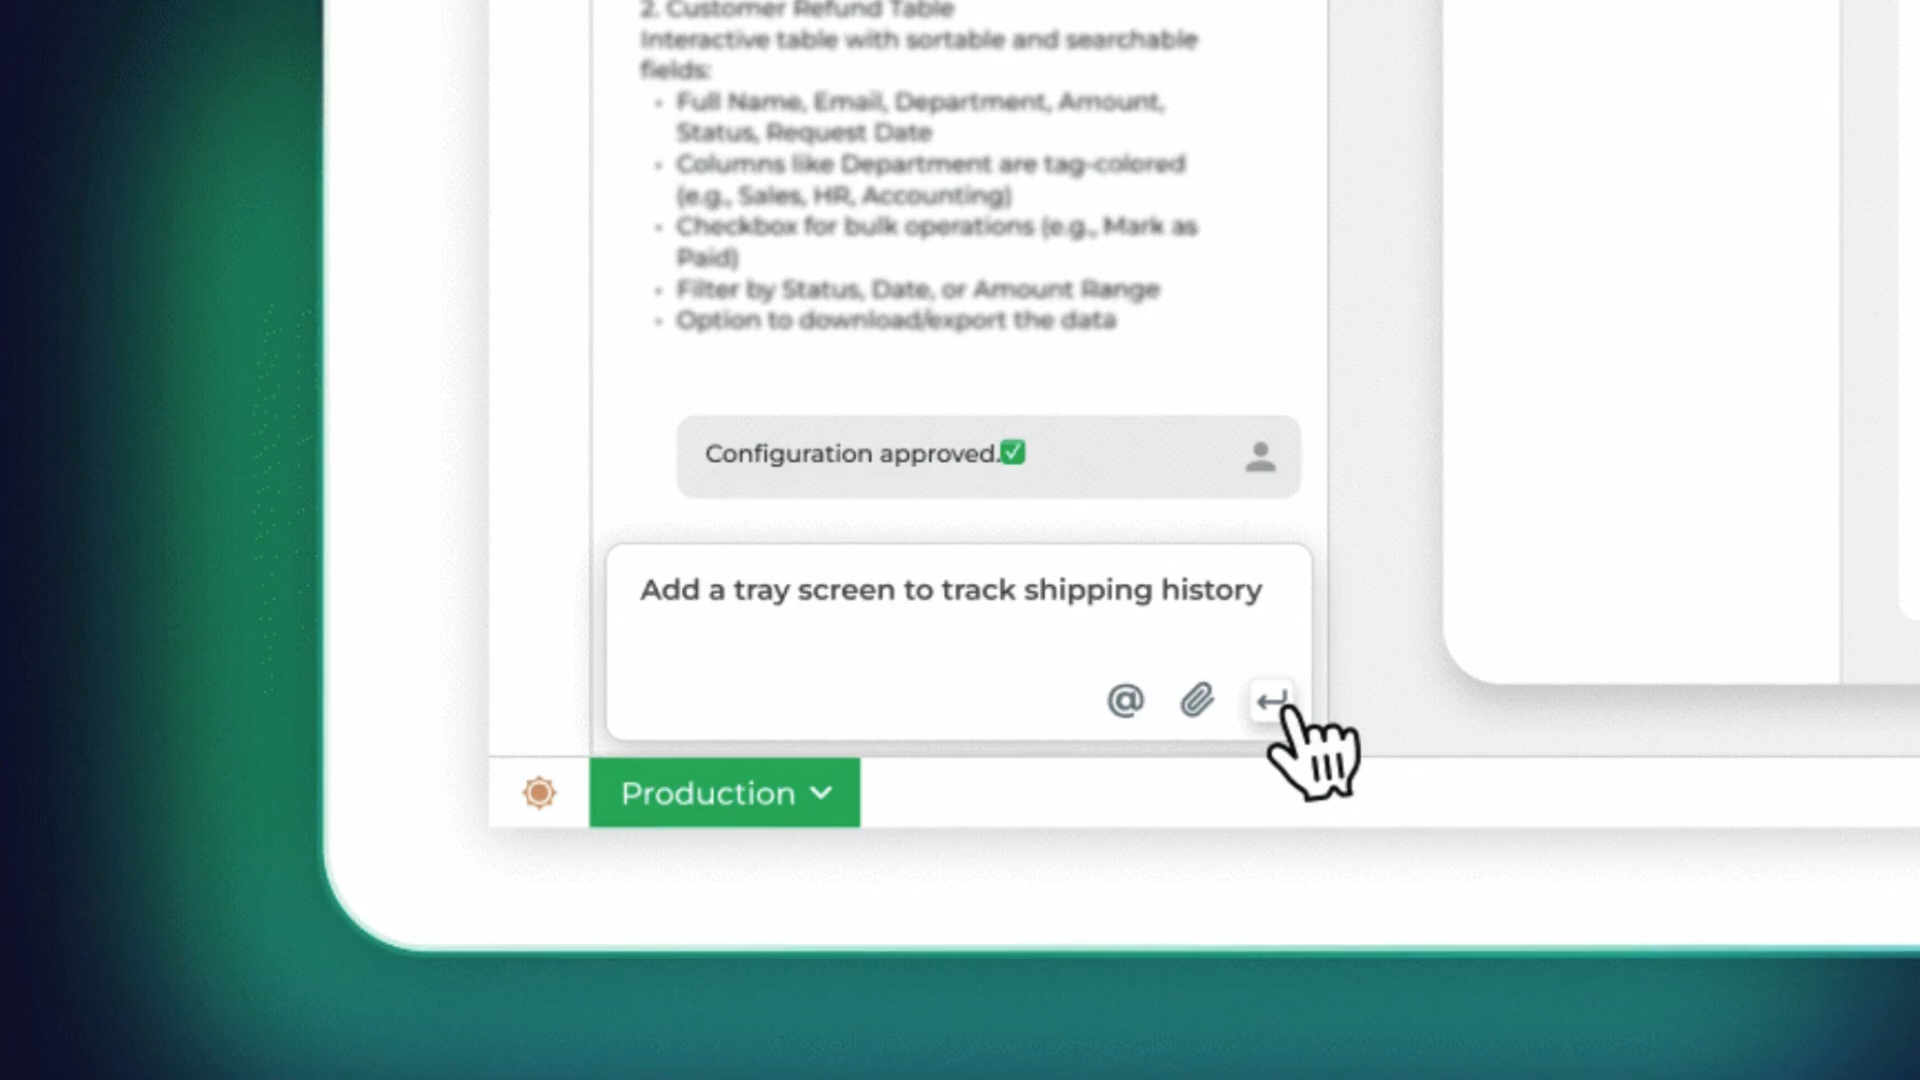 2. Customer Refund Table
Interactive table with sortable and searchable
fields:
• Full Name, Email, Department, Amount,
Status, Request Date
• Columns like Department are tag-colored
(e.g., Sales, HR, Accounting)
• Checkbox for bulk operations (e.g., Mark as
Paid)
• Filter by Status, Date, or Amount Range
• Option to download/export the data
Configuration approved.✅
Add a tray screen to track shipping history
@
Production